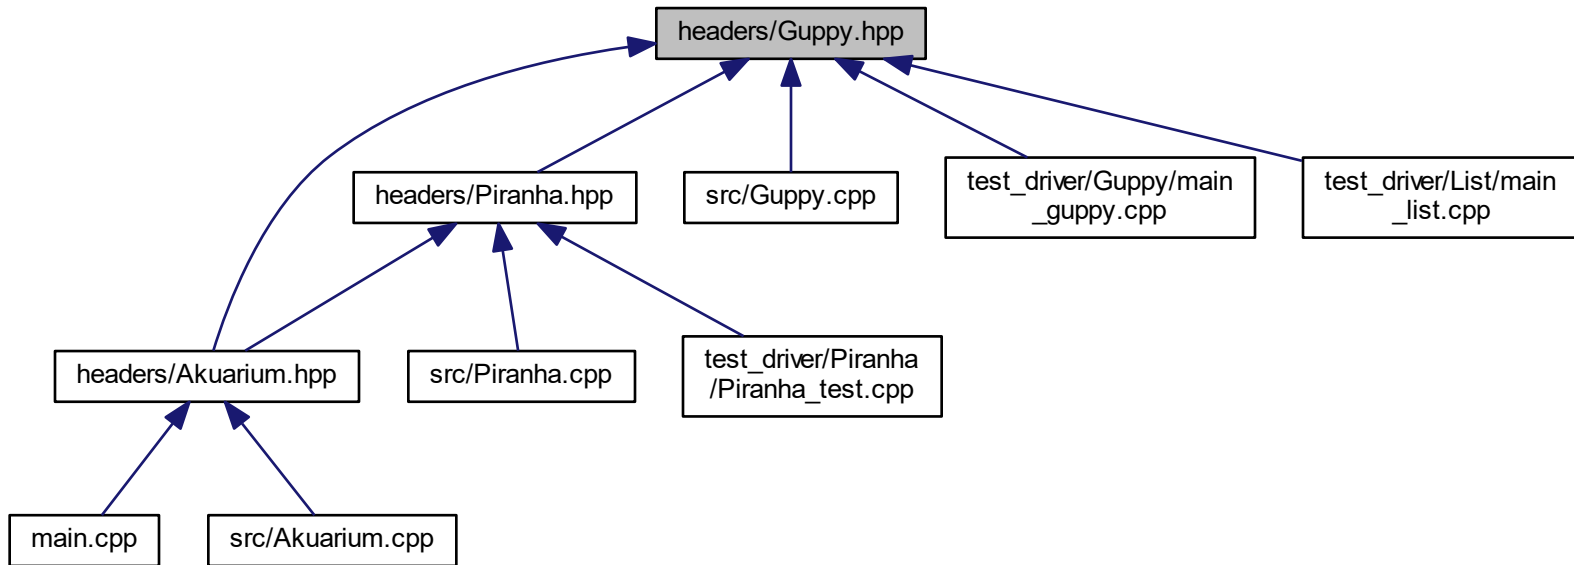 headers/Guppy.hpp
headers/Piranha.hpp
src/Guppy.cpp
test_driver/Guppy/main
_guppy.cpp
test_driver/List/main
_list.cpp
headers/Akuarium.hpp
src/Piranha.cpp
test_driver/Piranha
/Piranha_test.cpp
main.cpp
src/Akuarium.cpp